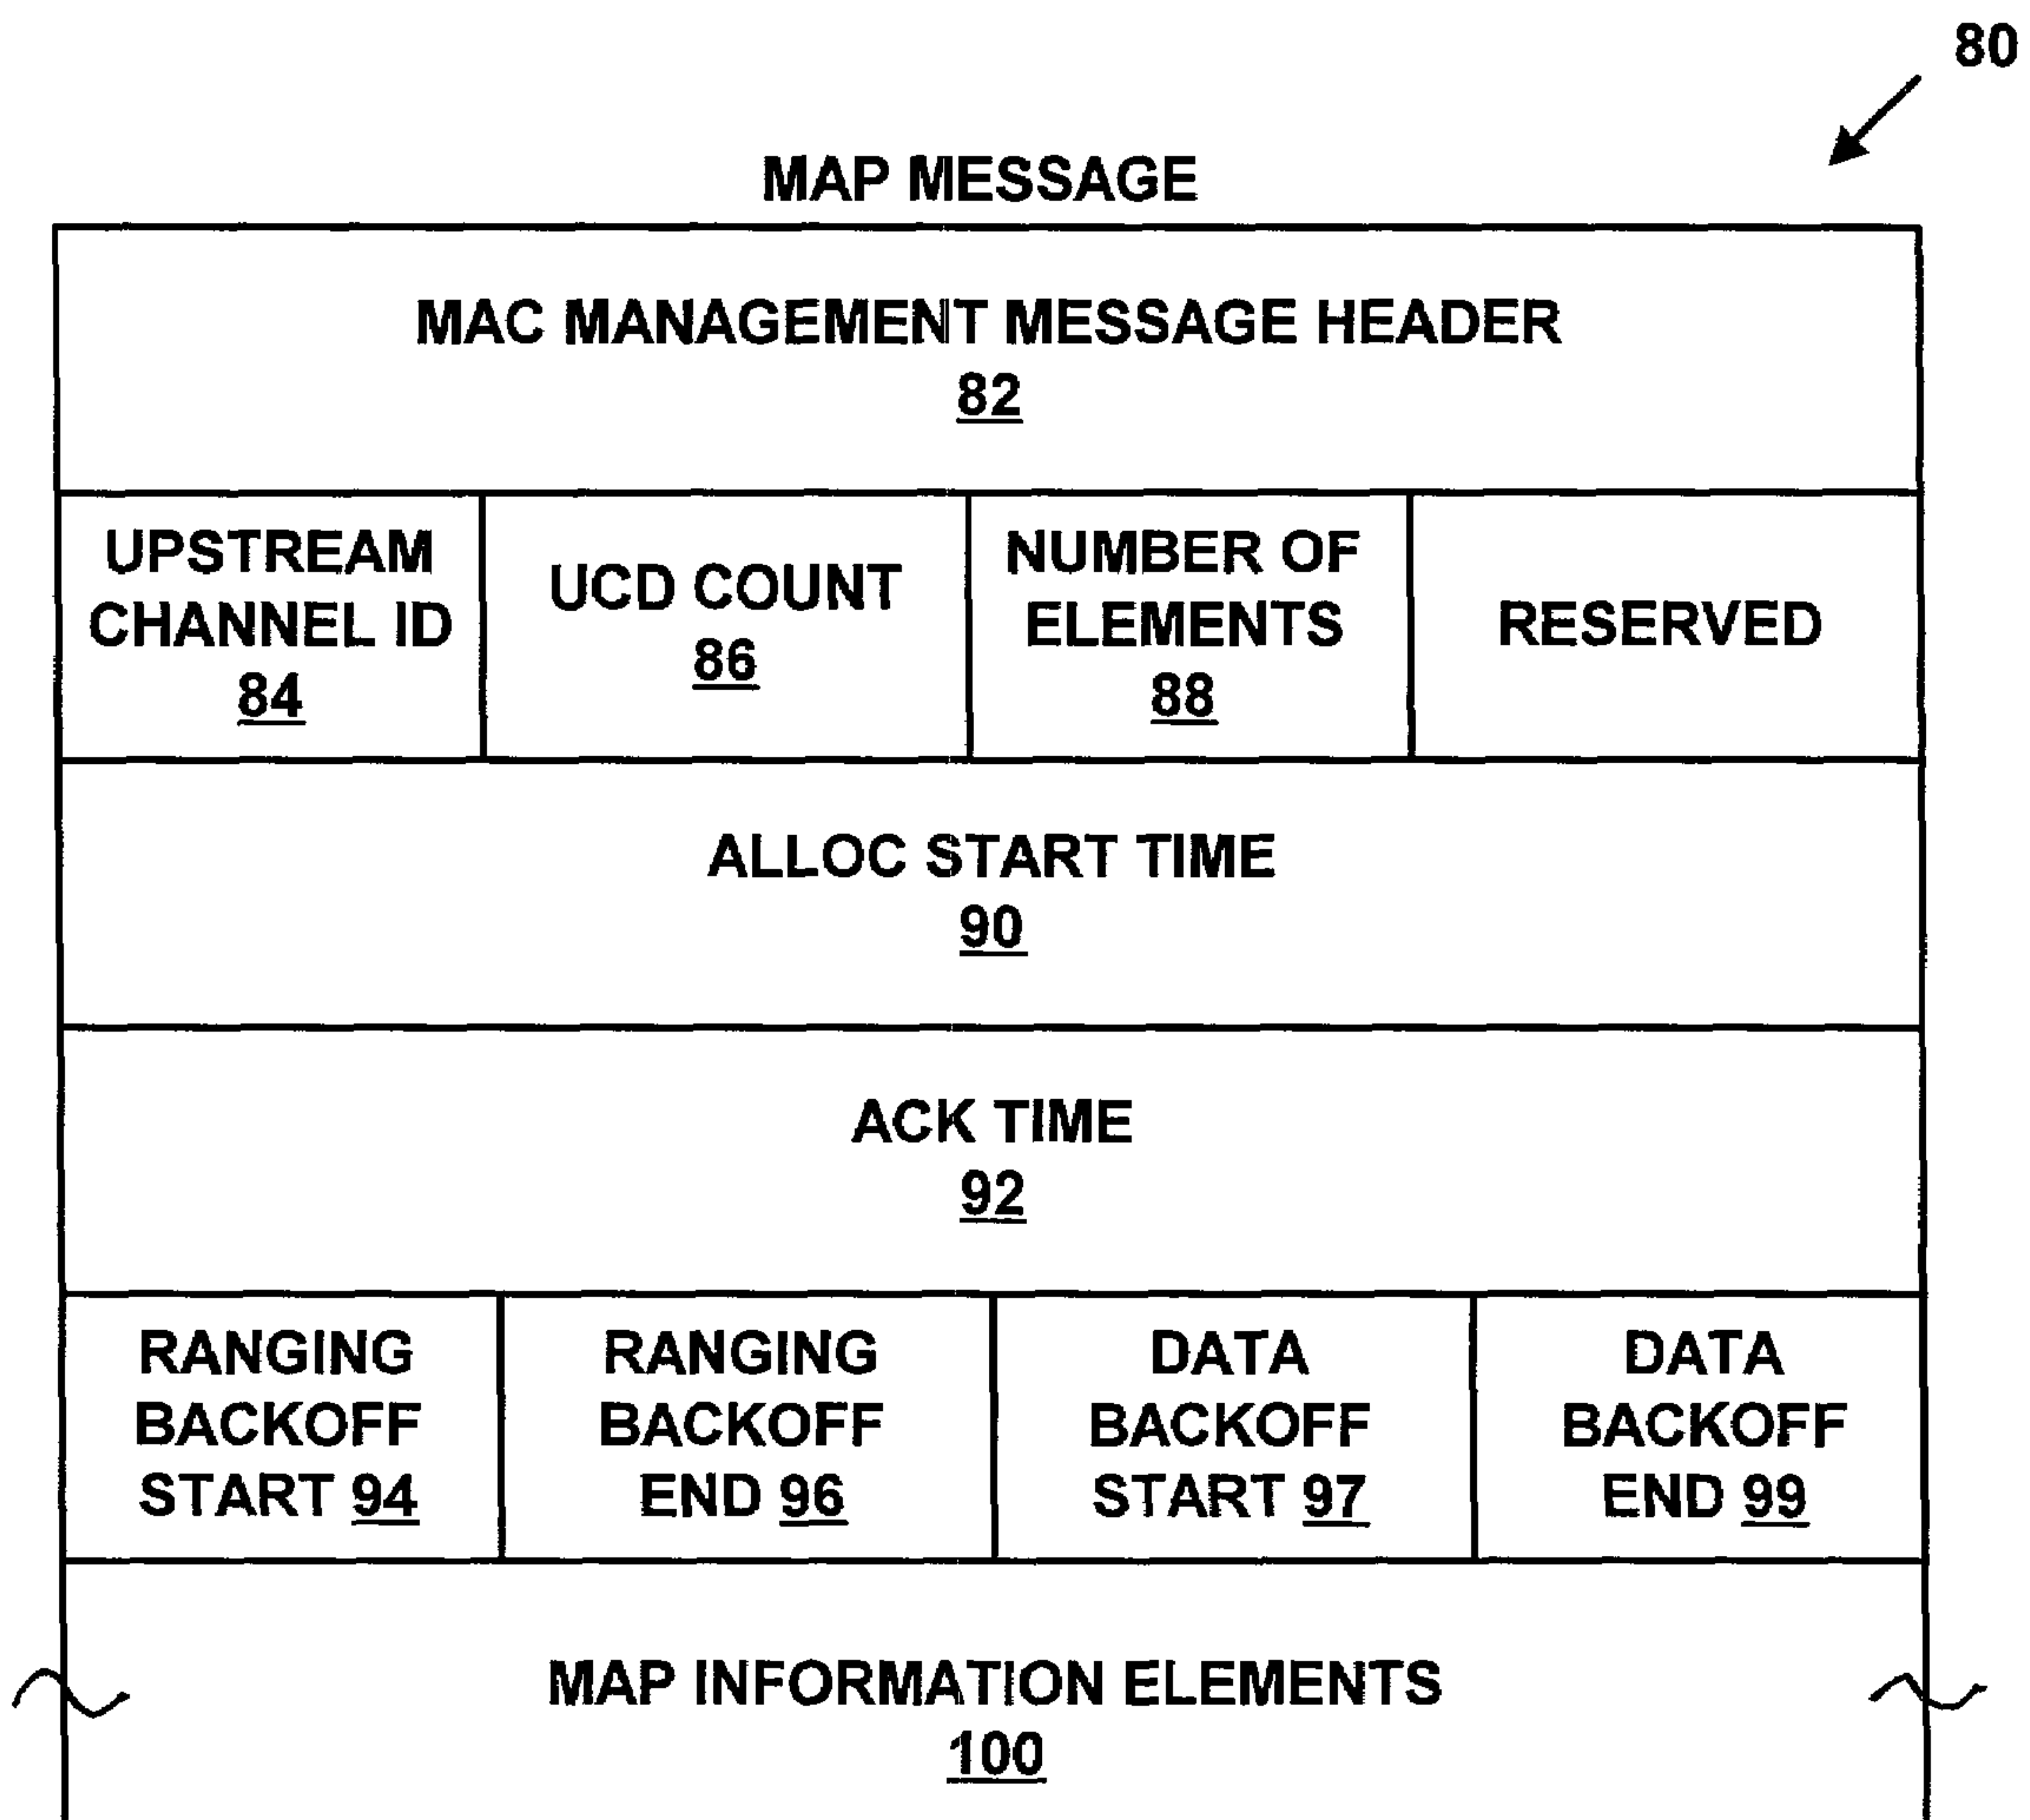 80
MAP MESSAGE
MAC MANAGEMENT MESSAGE HEADER
82
UPSTREAM
CHANNEL ID
84
UCD COUNT
86
NUMBER OF
ELEMENTS
88
RESERVED
ALLOC START TIME
90
ACK TIME
92
RANGING
BACKOFF
START 94
RANGING
BACKOFF
END 96
DATA
BACKOFF
START 97
DATA
BACKOFF
END 99
MAP INFORMATION ELEMENTS
100